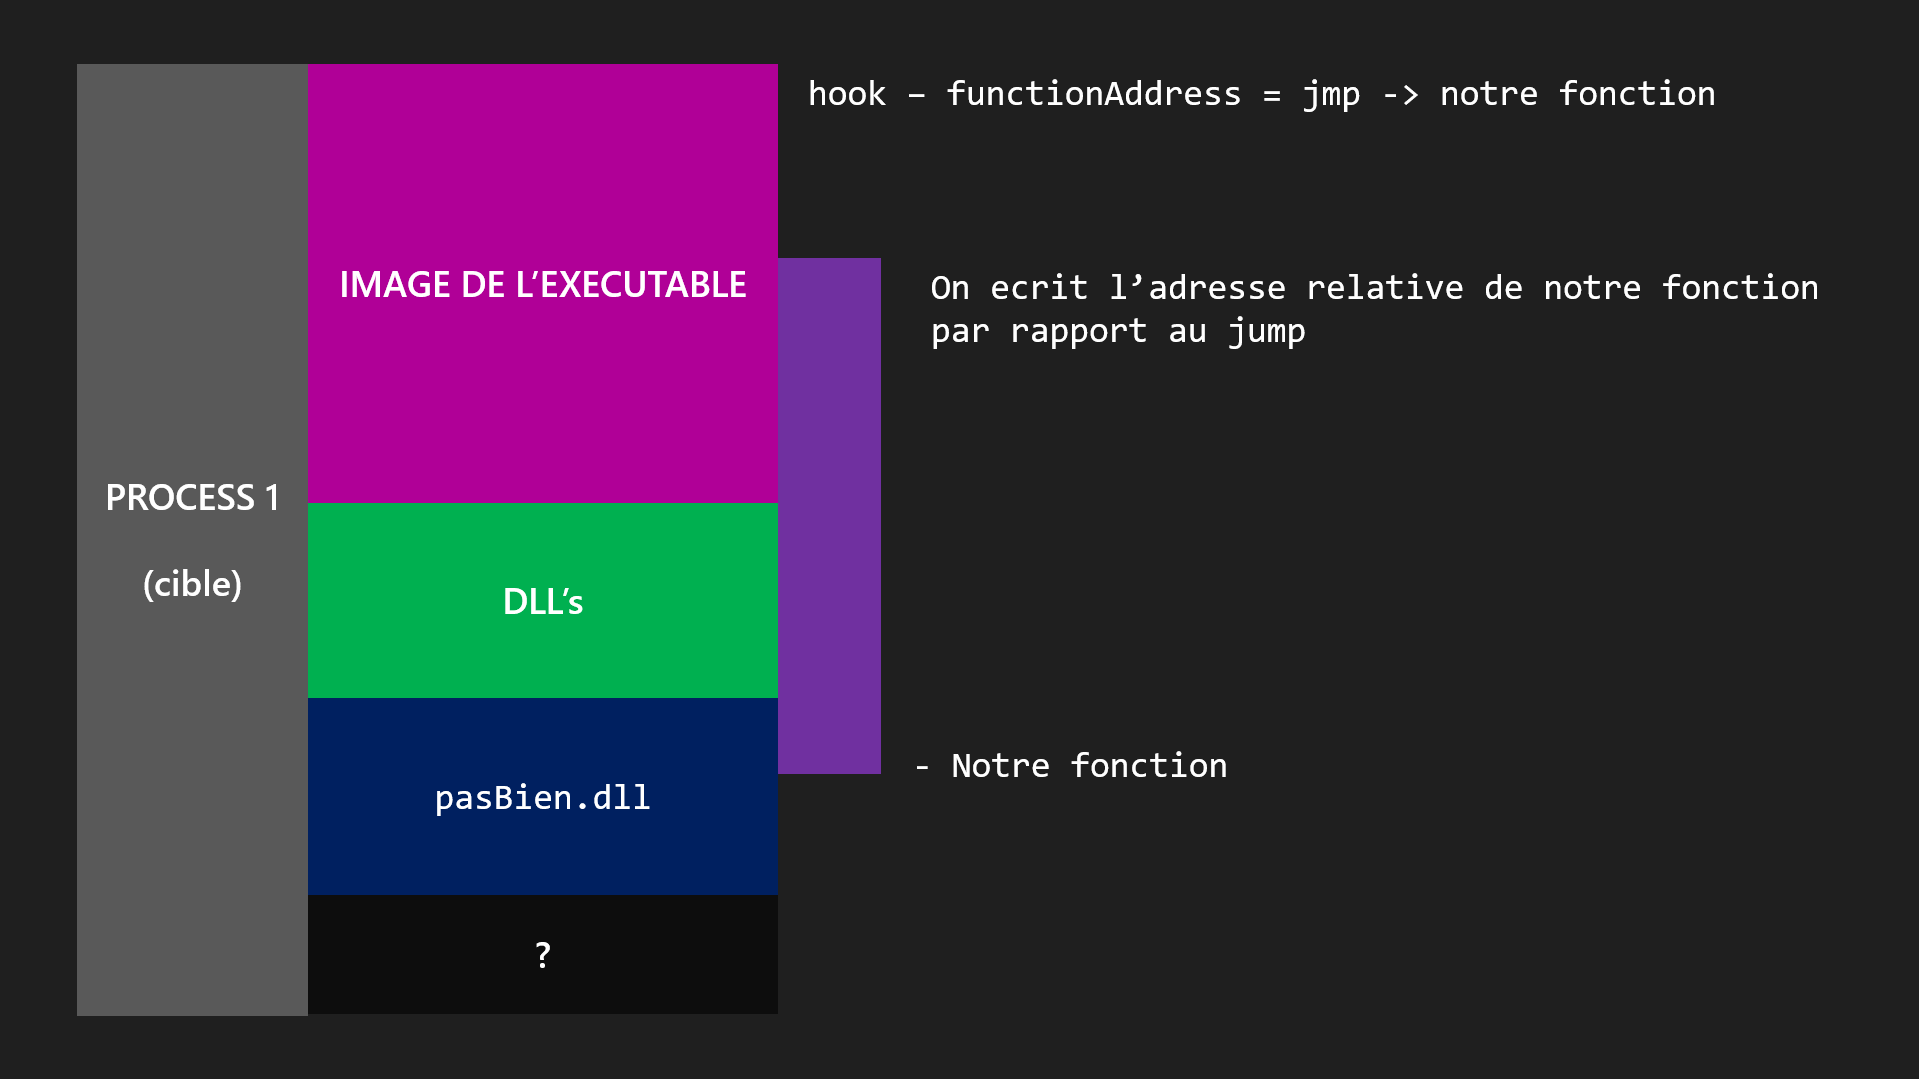 hook – functionAddress = jmp -> notre fonction
IMAGE DE L’EXECUTABLE
On ecrit l’adresse relative de notre fonction
par rapport au jump
PROCESS 1
(cible)
DLL’s
- Notre fonction
pasBien.dll
?